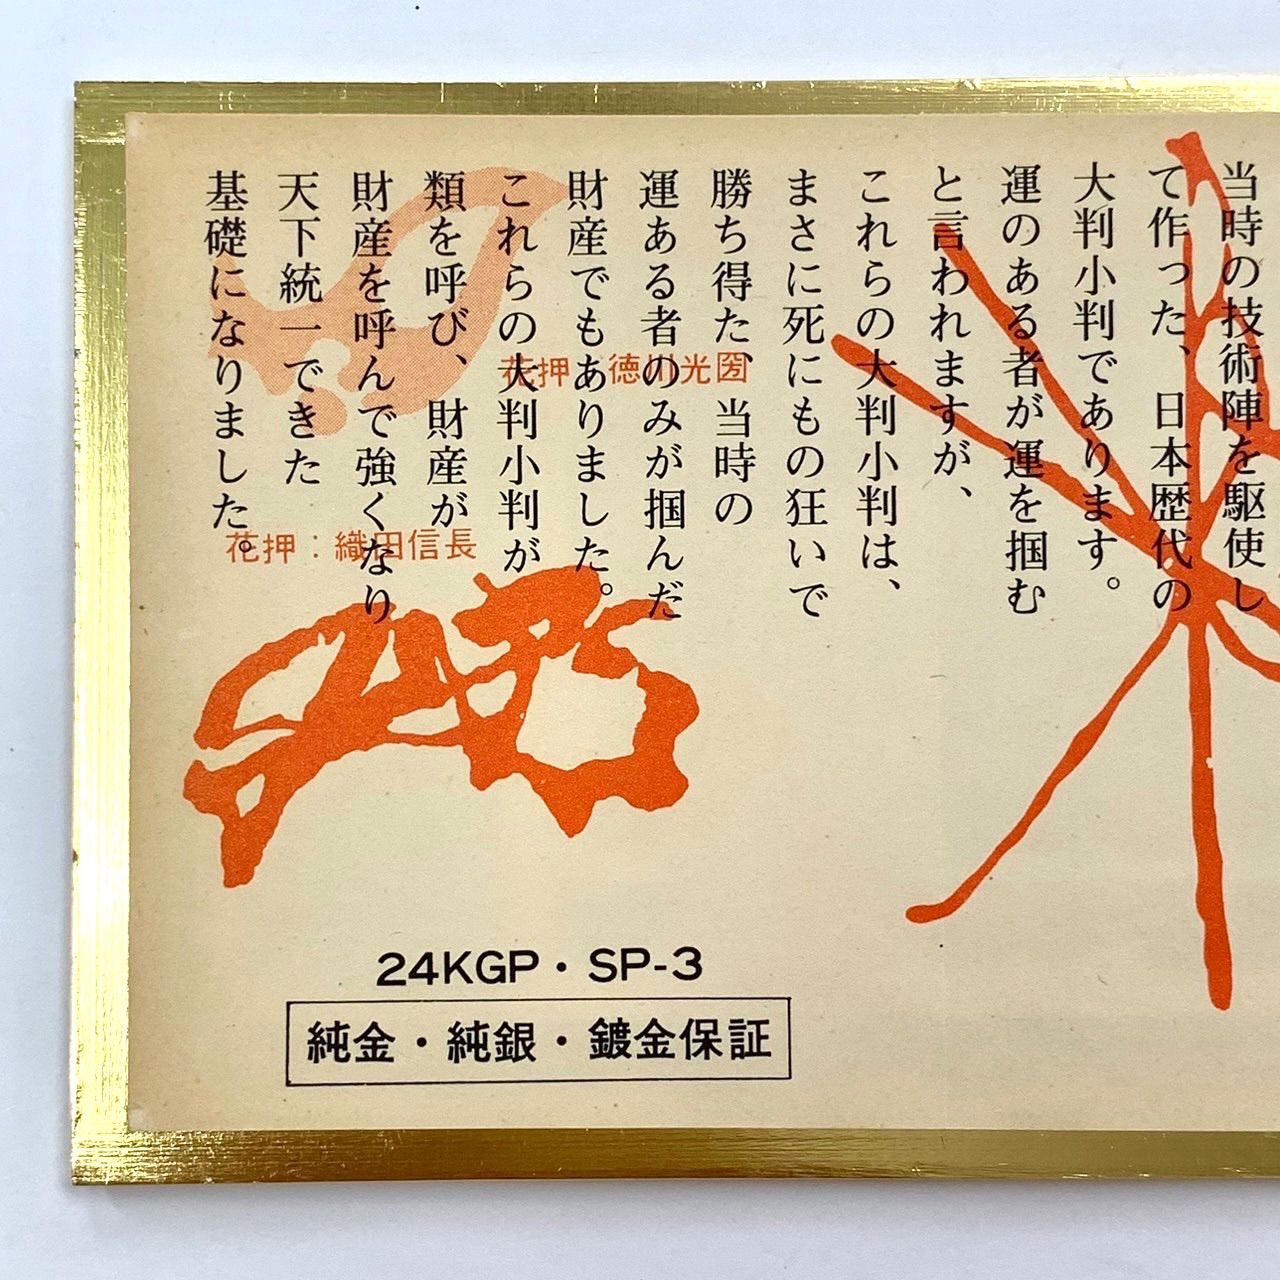 当時の技術陣を駆使し
て作った、日本歴代の
大判小判であります。
運のある者が運を掴む
と言われますが、
これらの大判小判は、
まさに死にもの狂いで
勝ち得た、当時の
運ある者のみが掴んだ
財産でもありました。
これらの大判小判が
類を呼び、財産が
財産を呼んで強くなり
天下統一できた
基礎になりました。
花押：徳川光圀
花押：織田信長
24KGP・SP-3
純金・純銀・鍍金保証